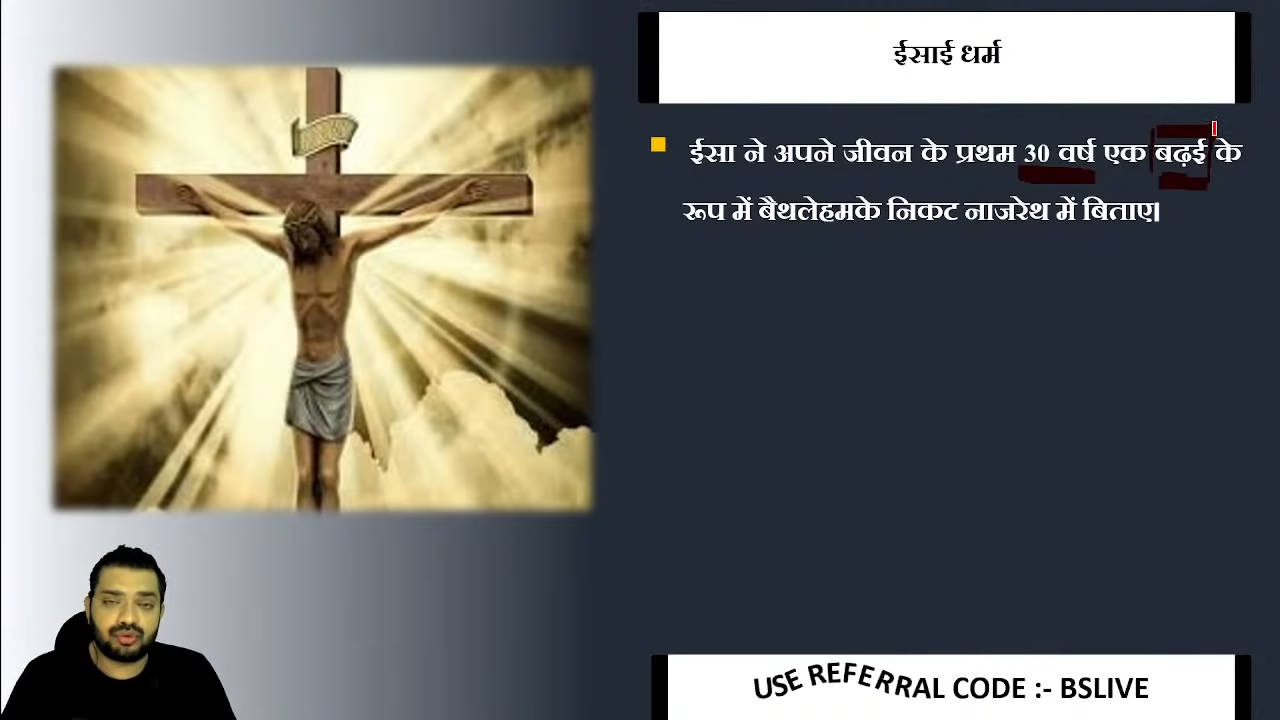 ईसाई धर्म
ईसा ने अपने जीवन के प्रथम 30 वर्ष एक बढ़ई के
रूप में बैथलेहमके निकट नाजरेथ में बिताए।
USE REFERRAL CODE :- BSLIVE